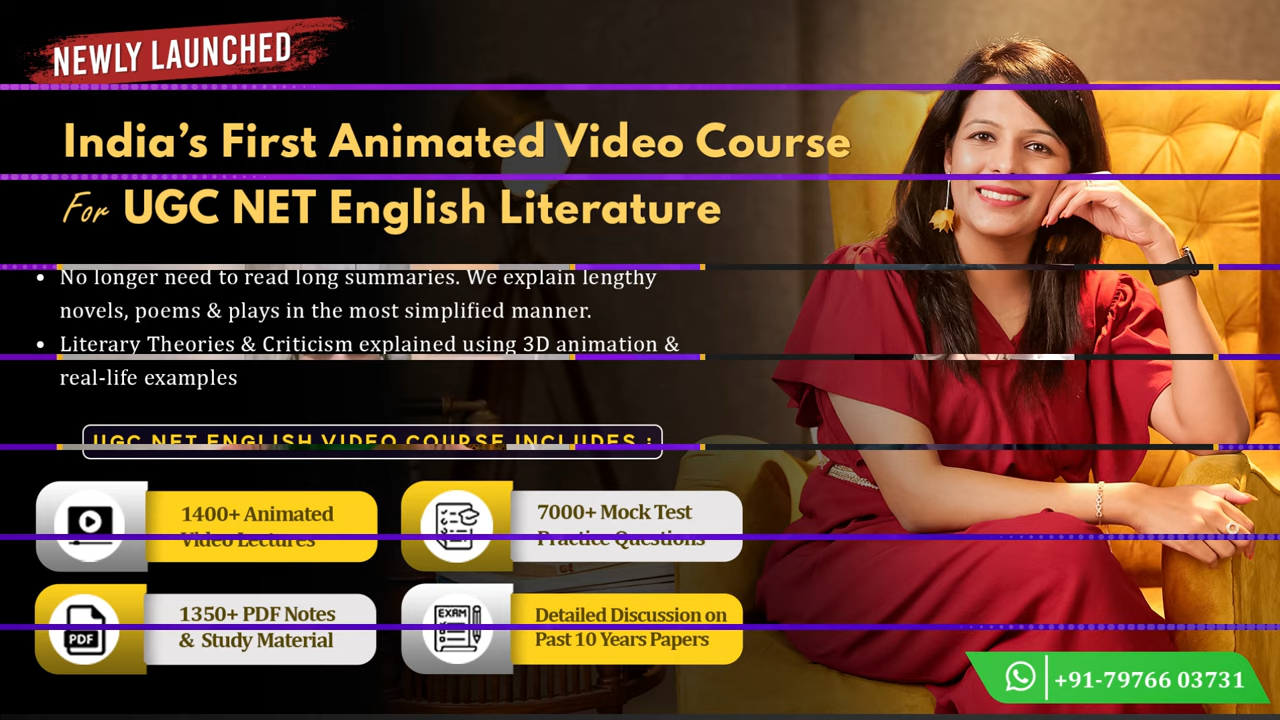 NEWLY LAUNCHED
India's First Animated Video Course
For UGC NET English Literature
• No longer need to read long summaries. We explain lengthy
novels, poems & plays in the most simplified manner.
• Literary Theories & Criticism explained using 3D animation &
real-life examples
UGC NET ENGLISH VIDEO COURSE INCLUDES :
1400+ Animated
Video Lectures
7000+ Mock Test
Practice Questions
PDF
1350+ PDF Notes
& Study Material
EXAM
Detailed Discussion on
Past 10 Years Papers
+91-79766 03731